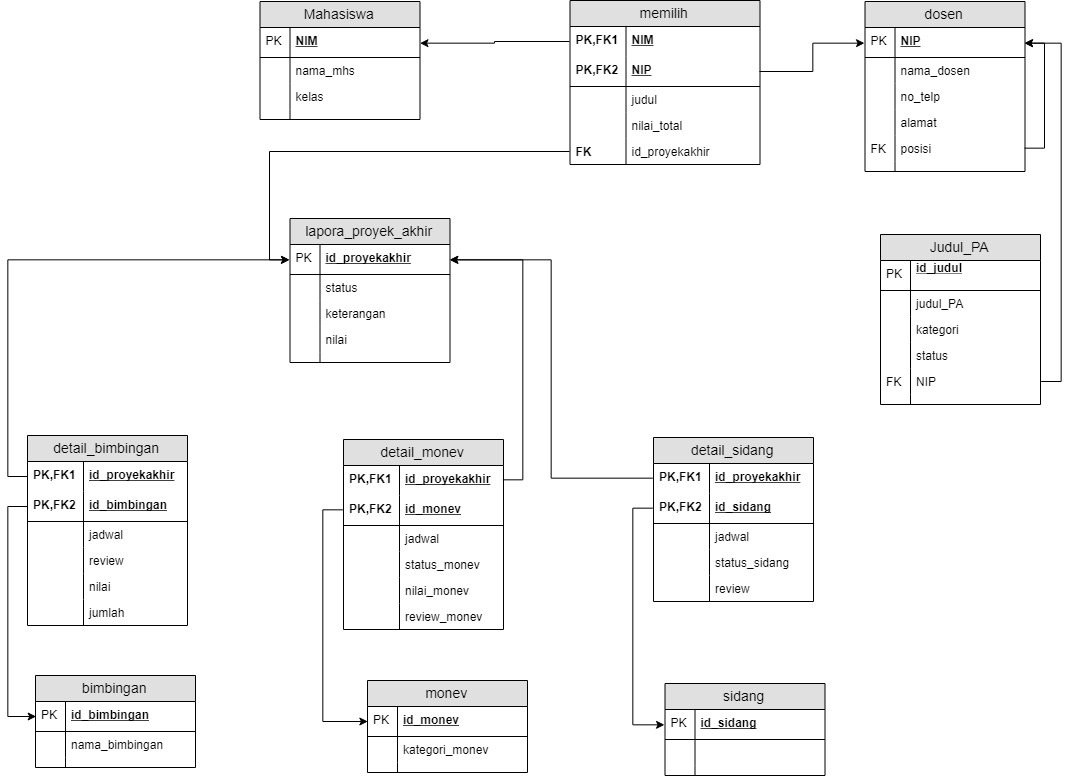 Mahasiswa
PK NIM
nama_mhs
kelas
memilih
PK,FK1 NIM
PK,FK2 NIP
judul
nilai_total
FK id_proyekakhir
dosen
PK NIP
nama_dosen
no_telp
alamat
FK posisi
lapora_proyek_akhir
PK id_proyekakhir
status
keterangan
nilai
Judul_PA
PK id_judul
judul_PA
kategori
status
FK NIP
detail_bimbingan
PK,FK1 id_proyekakhir
PK,FK2 id_bimbingan
jadwal
review
nilai
jumlah
detail_monev
PK,FK1 id_proyekakhir
PK,FK2 id_monev
jadwal
status_monev
nilai_monev
review_monev
detail_sidang
PK,FK1 id_proyekakhir
PK,FK2 id_sidang
jadwal
status_sidang
review
bimbingan
PK id_bimbingan
nama_bimbingan
monev
PK id_monev
kategori_monev
sidang
PK id_sidang